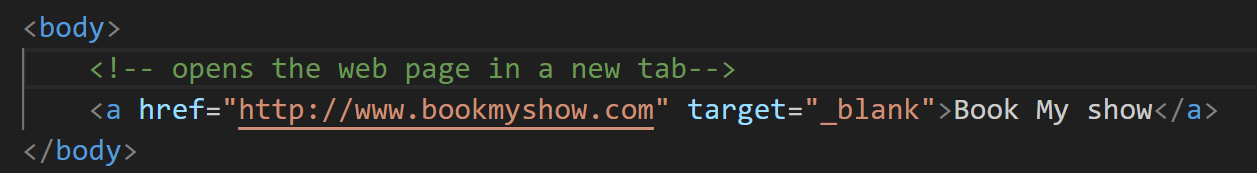 <body>
<!-- opens the web page in a new tab-->
<a href="http://www.bookmyshow.com" target="_blank">Book My show</a>
</body>